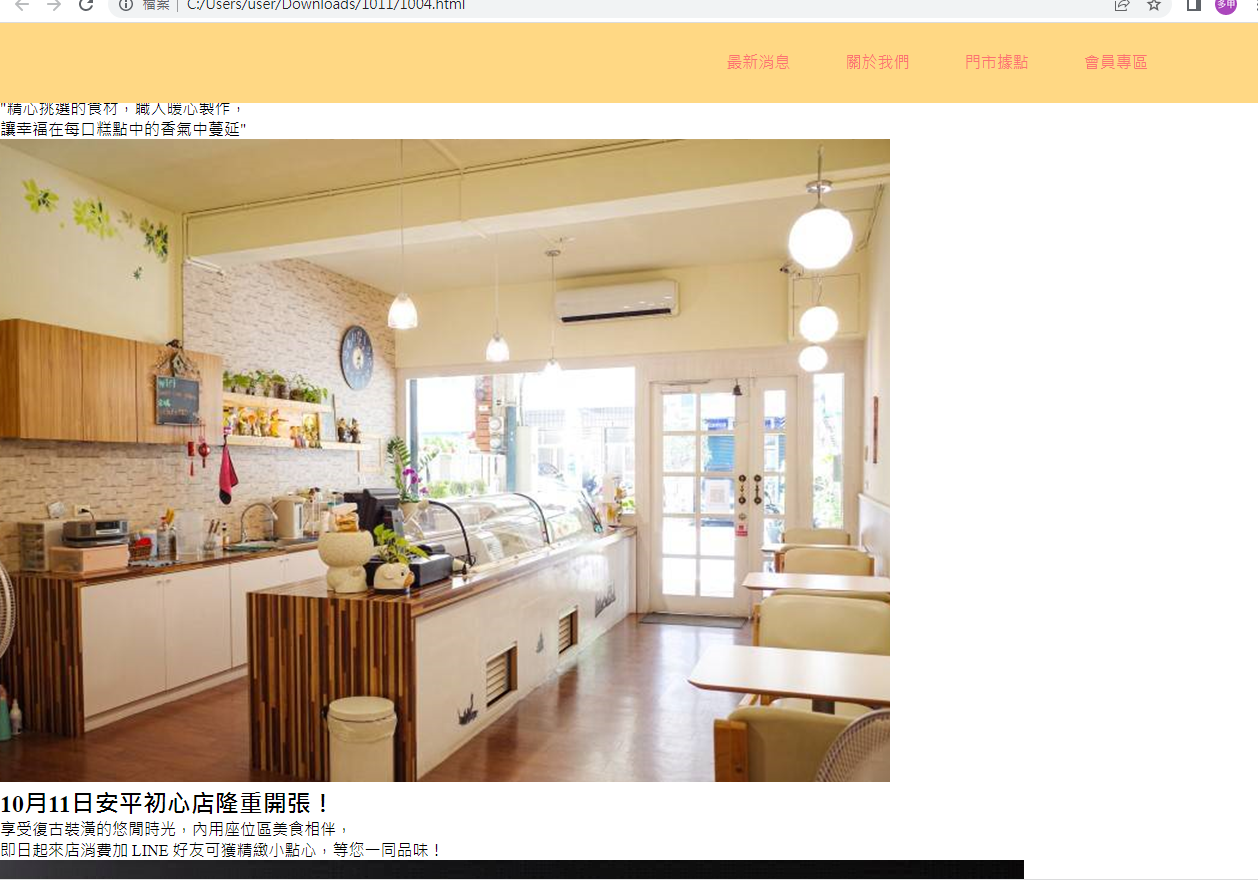 檔案 | C:/Users/user/Downloads/1011/1004.html
多甲
最新消息 關於我們 門市據點 會員專區
"精心挑選的食材，職人暖心製作，
讓幸福在每口糕點中的香氣中蔓延"
10月11日安平初心店隆重開張！
享受復古裝潢的悠閒時光，內用座位區美食相伴，
即日起來店消費加 LINE 好友可獲精緻小點心，等您一同品味！